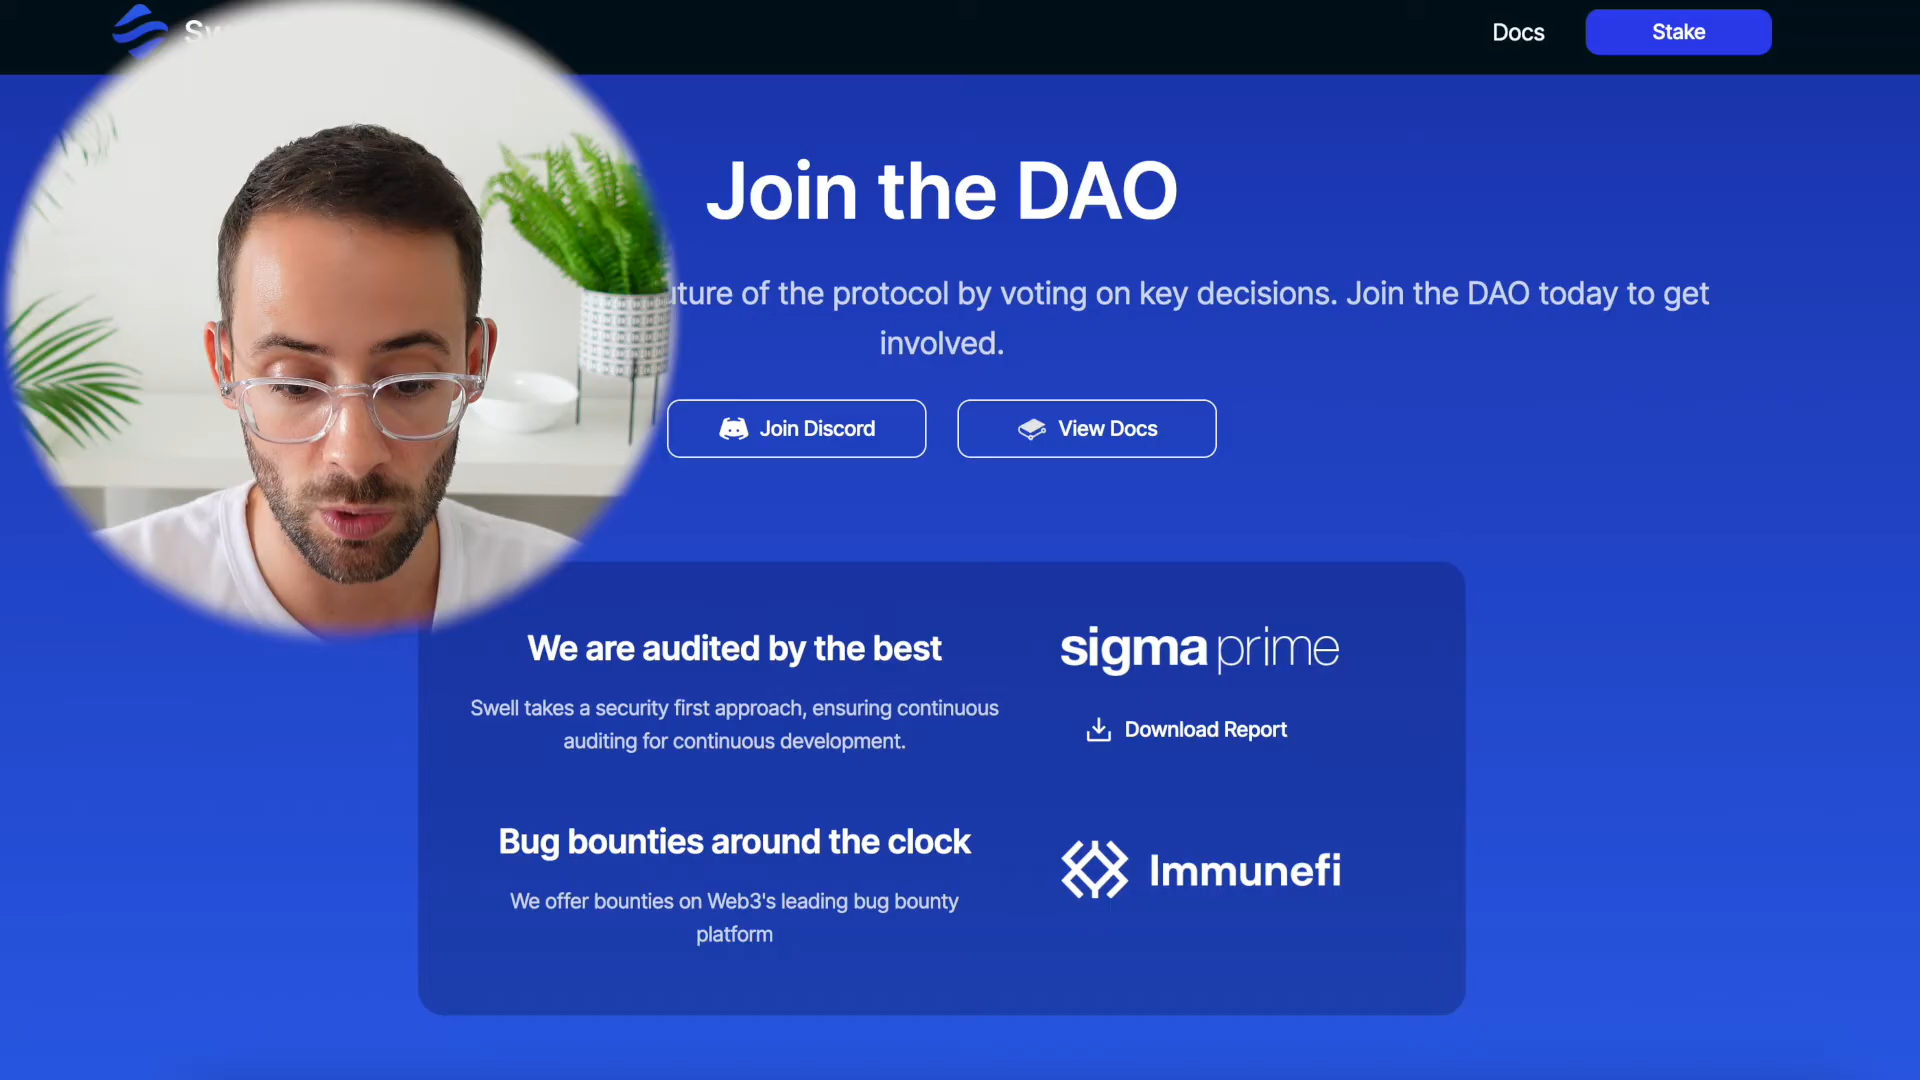 Docs
Stake
Join the DAO
of the protocol by voting on key decisions. Join the DAO today to get
involved.
Join Discord
View Docs
We are audited by the best
sigma prime
Swell takes a security first approach, ensuring continuous
auditing for continuous development.
Download Report
Bug bounties around the clock
Immunefi
We offer bounties on Web3's leading bug bounty
platform